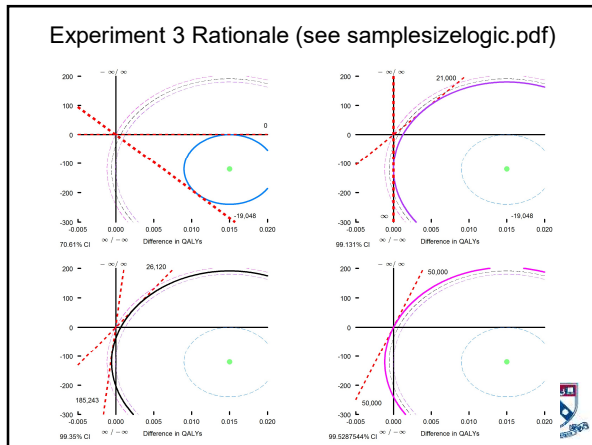 Experiment 3 Rationale (see samplesizelogic.pdf)
− ∞/ ∞
200
100
0
0
-100
-200
-300
-19,048
-0.005 0.000 0.005 0.010 0.015 0.020
∞ / −∞ Difference in QALYs
70.61% CI
− ∞/ ∞
200
21,000
100
0
-100
-200
∞
-19,048
-300
-0.005 0.000 0.005 0.010 0.015 0.020
∞ / −∞ Difference in QALYs
99.131% CI
− ∞/ ∞
26,120
200
100
0
-100
-200
185,243
-300
-0.005 0.000 0.005 0.010 0.015 0.020
∞ / −∞ Difference in QALYs
99.35% CI
− ∞/ ∞
50,000
200
100
0
-100
-200
50,000
-300
-0.005 0.000 0.005 0.010 0.015 0.020
∞ / −∞ Difference in QALYs
99.5287544% CI